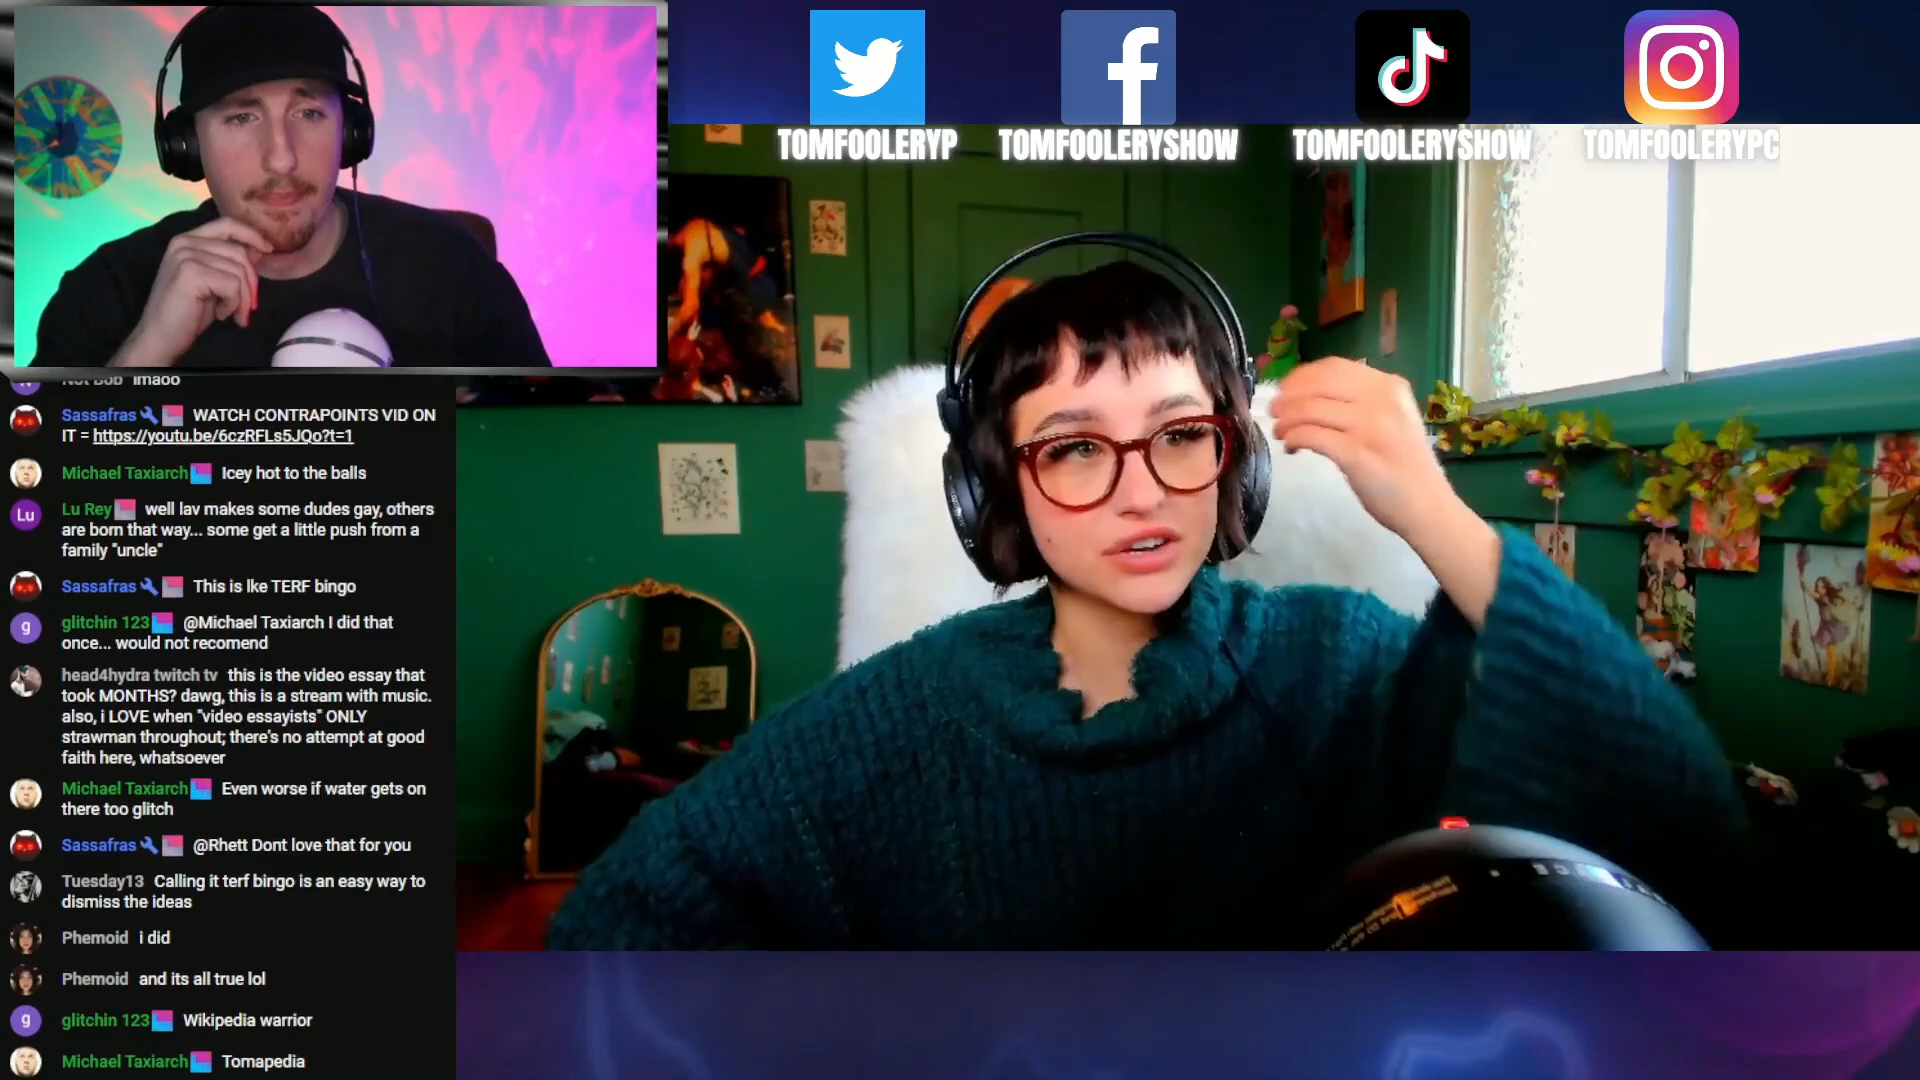 TOMFOOLERYP
TOMFOOLERYSHOW
TOMFOOLERYSHOW
TOMFOOLERYPC
Not Bob lmaoo
Sassafras WATCH CONTRAPOINTS VID ON
IT = https://youtu.be/6czRFLs5JQo?t=1
Michael Taxiarch Icey hot to the balls
Lu
Lu Rey well lav makes some dudes gay, others
are born that way... some get a little push from a
family "uncle"
Sassafras This is lke TERF bingo
g
glitchin 123 @Michael Taxiarch I did that
once... would not recomend
head4hydra twitch tv this is the video essay that
took MONTHS? dawg, this is a stream with music.
also, i LOVE when "video essayists" ONLY
strawman throughout; there's no attempt at good
faith here, whatsoever
Michael Taxiarch Even worse if water gets on
there too glitch
Sassafras @Rhett Dont love that for you
Tuesday13 Calling it terf bingo is an easy way to
dismiss the ideas
Phemoid i did
Phemoid and its all true lol
g
glitchin 123 Wikipedia warrior
Michael Taxiarch Tomapedia